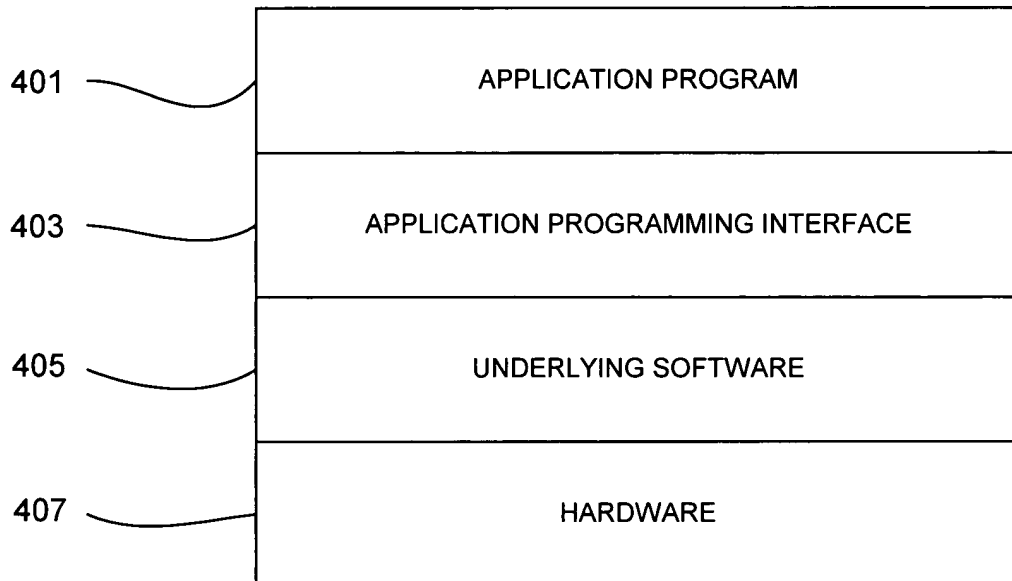 401 APPLICATION PROGRAM
403 APPLICATION PROGRAMMING INTERFACE
405 UNDERLYING SOFTWARE
407 HARDWARE